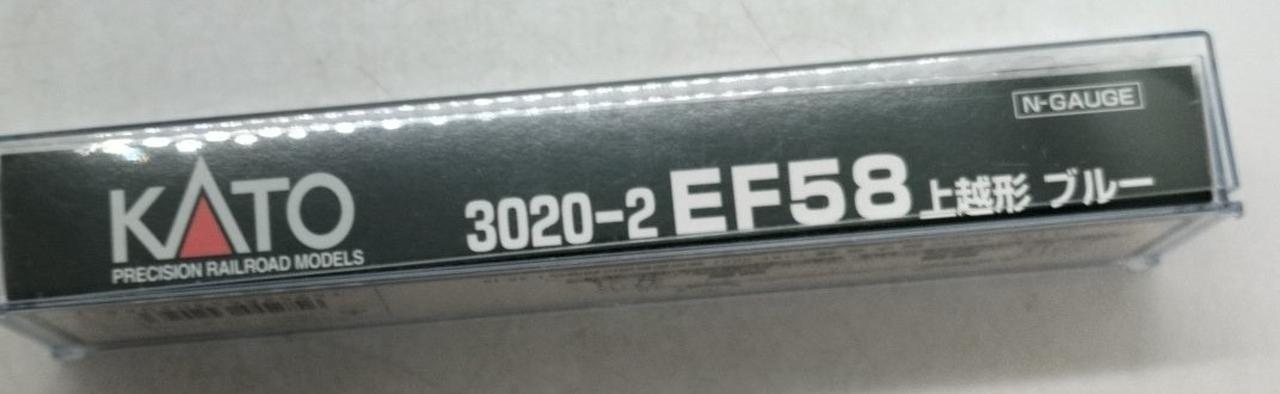 N-GAUGE
KATO
PRECISION RAILROAD MODELS
3020-2 EF58 上越形 ブルー